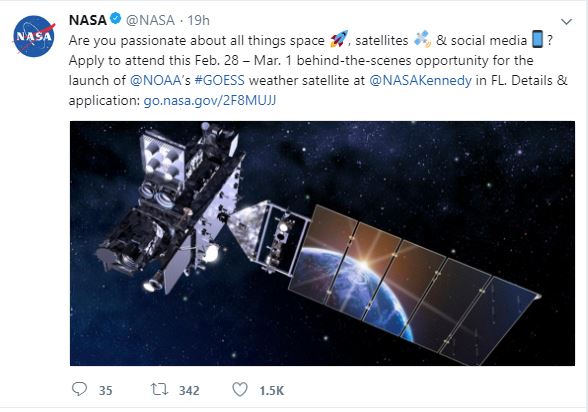 NASA
NASA @NASA · 19h
Are you passionate about all things space 🚀, satellites 🛰️ & social media 📱?
Apply to attend this Feb. 28 – Mar. 1 behind-the-scenes opportunity for the
launch of @NOAA's #GOESS weather satellite at @NASAKennedy in FL. Details &
application: go.nasa.gov/2F8MUJJ
35 342 1.5K